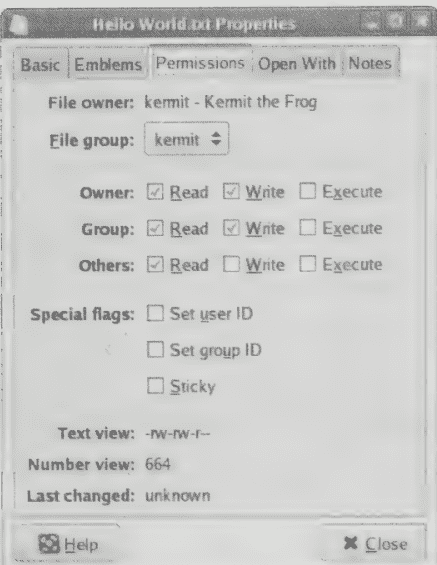 Hello World.txt Properties
Basic Emblems Permissions Open With Notes
File owner: kermit - Kermit the Frog
File group: kermit
Owner: Read Write Execute
Group: Read Write Execute
Others: Read Write Execute
Special flags: Set user ID
Set group ID
Sticky
Text view: -rw-rw-r--
Number view: 664
Last changed: unknown
Help Close